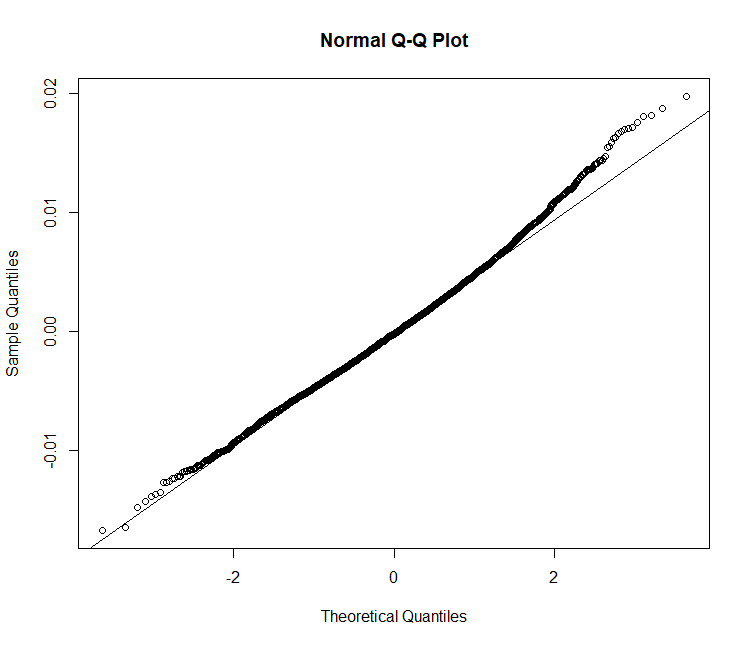 Normal Q-Q Plot
0.02
0.01
0.00
-0.01
Sample Quantiles
-2
0
2
Theoretical Quantiles